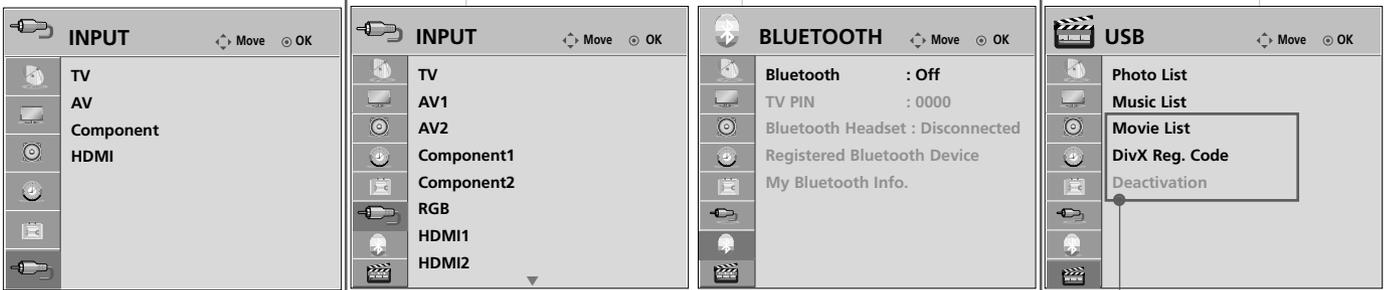 INPUT Move OK
TV
AV
Component
HDMI
INPUT Move OK
TV
AV1
AV2
Component1
Component2
RGB
HDMI1
HDMI2
BLUETOOTH Move OK
Bluetooth : Off
TV PIN : 0000
Bluetooth Headset : Disconnected
Registered Bluetooth Device
My Bluetooth Info.
USB Move OK
Photo List
Music List
Movie List
DivX Reg. Code
Deactivation